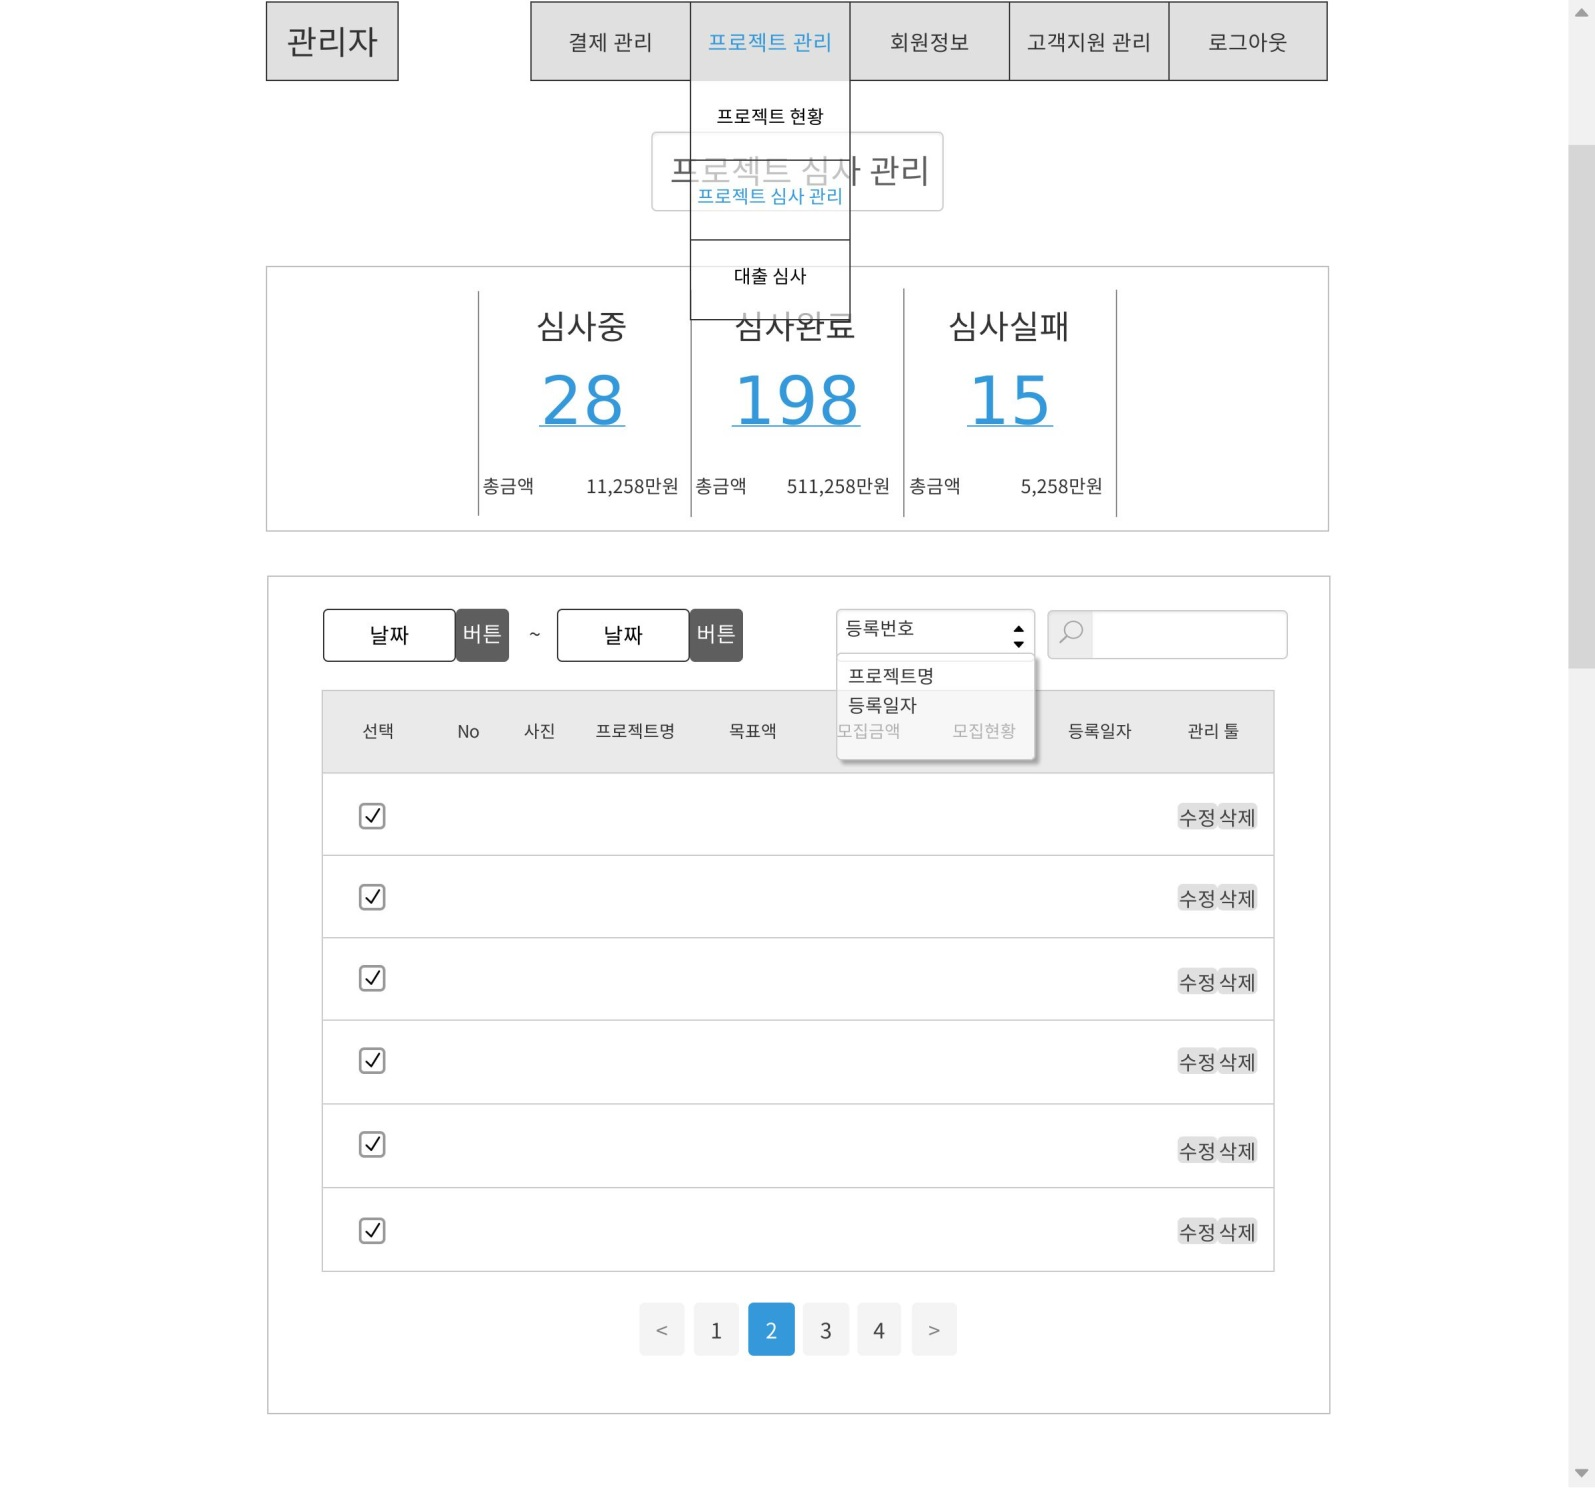 관리자
결제 관리 프로젝트 관리 회원정보 고객지원 관리 로그아웃
프로젝트 현황
프로젝트 심사 관리
프로젝트 심사 관리
대출 심사
심사중 심사완료 심사실패
28 198 15
총금액 11,258만원 총금액 511,258만원 총금액 5,258만원
날짜 버튼 ~ 날짜 버튼 등록번호
프로젝트명
등록일자
선택 No 사진 프로젝트명 목표액 모집금액 모집현황 등록일자 관리 툴
수정 삭제
수정 삭제
수정 삭제
수정 삭제
수정 삭제
수정 삭제
< 1 2 3 4 >